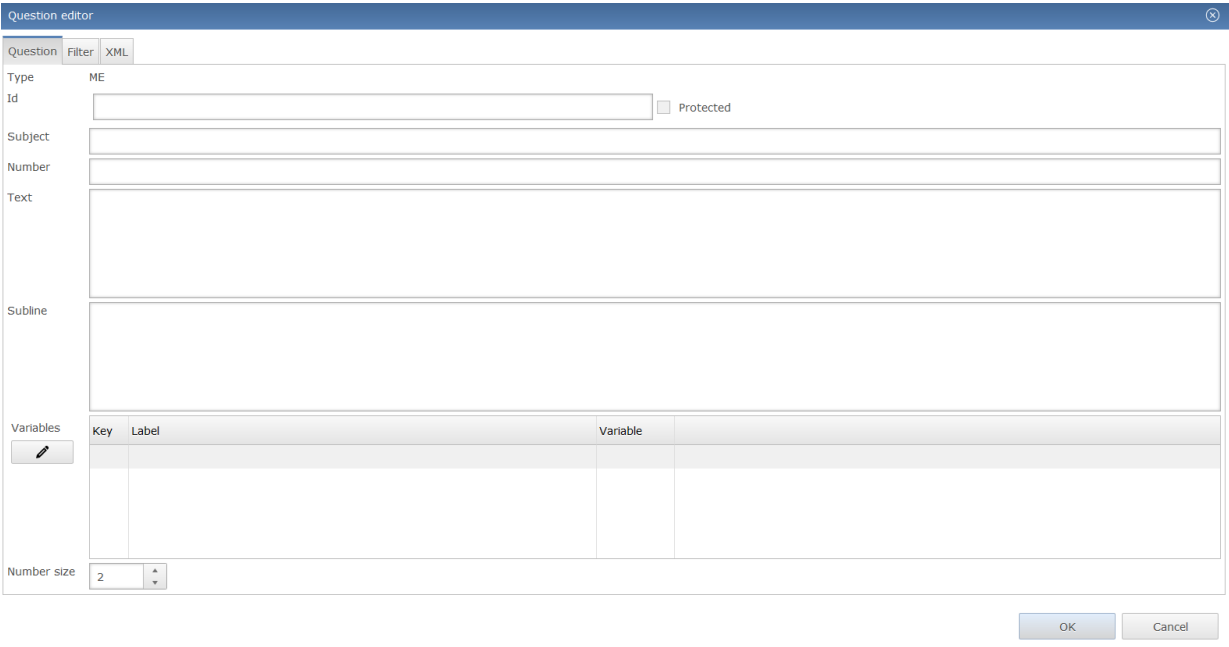 Question editor
Question Filter XML
Type ME
Id
Protected
Subject
Number
Text
Subline
Variables
Key Label Variable
Number size 2
OK Cancel